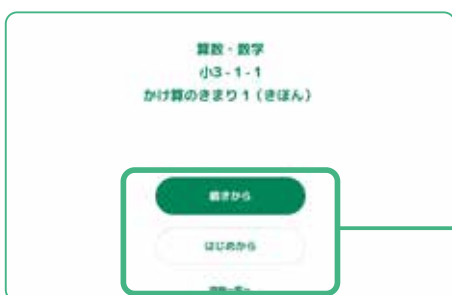 算数・数学
小3 - 1 - 1
かけ算のきまり1(きほん)
続きから
はじめから